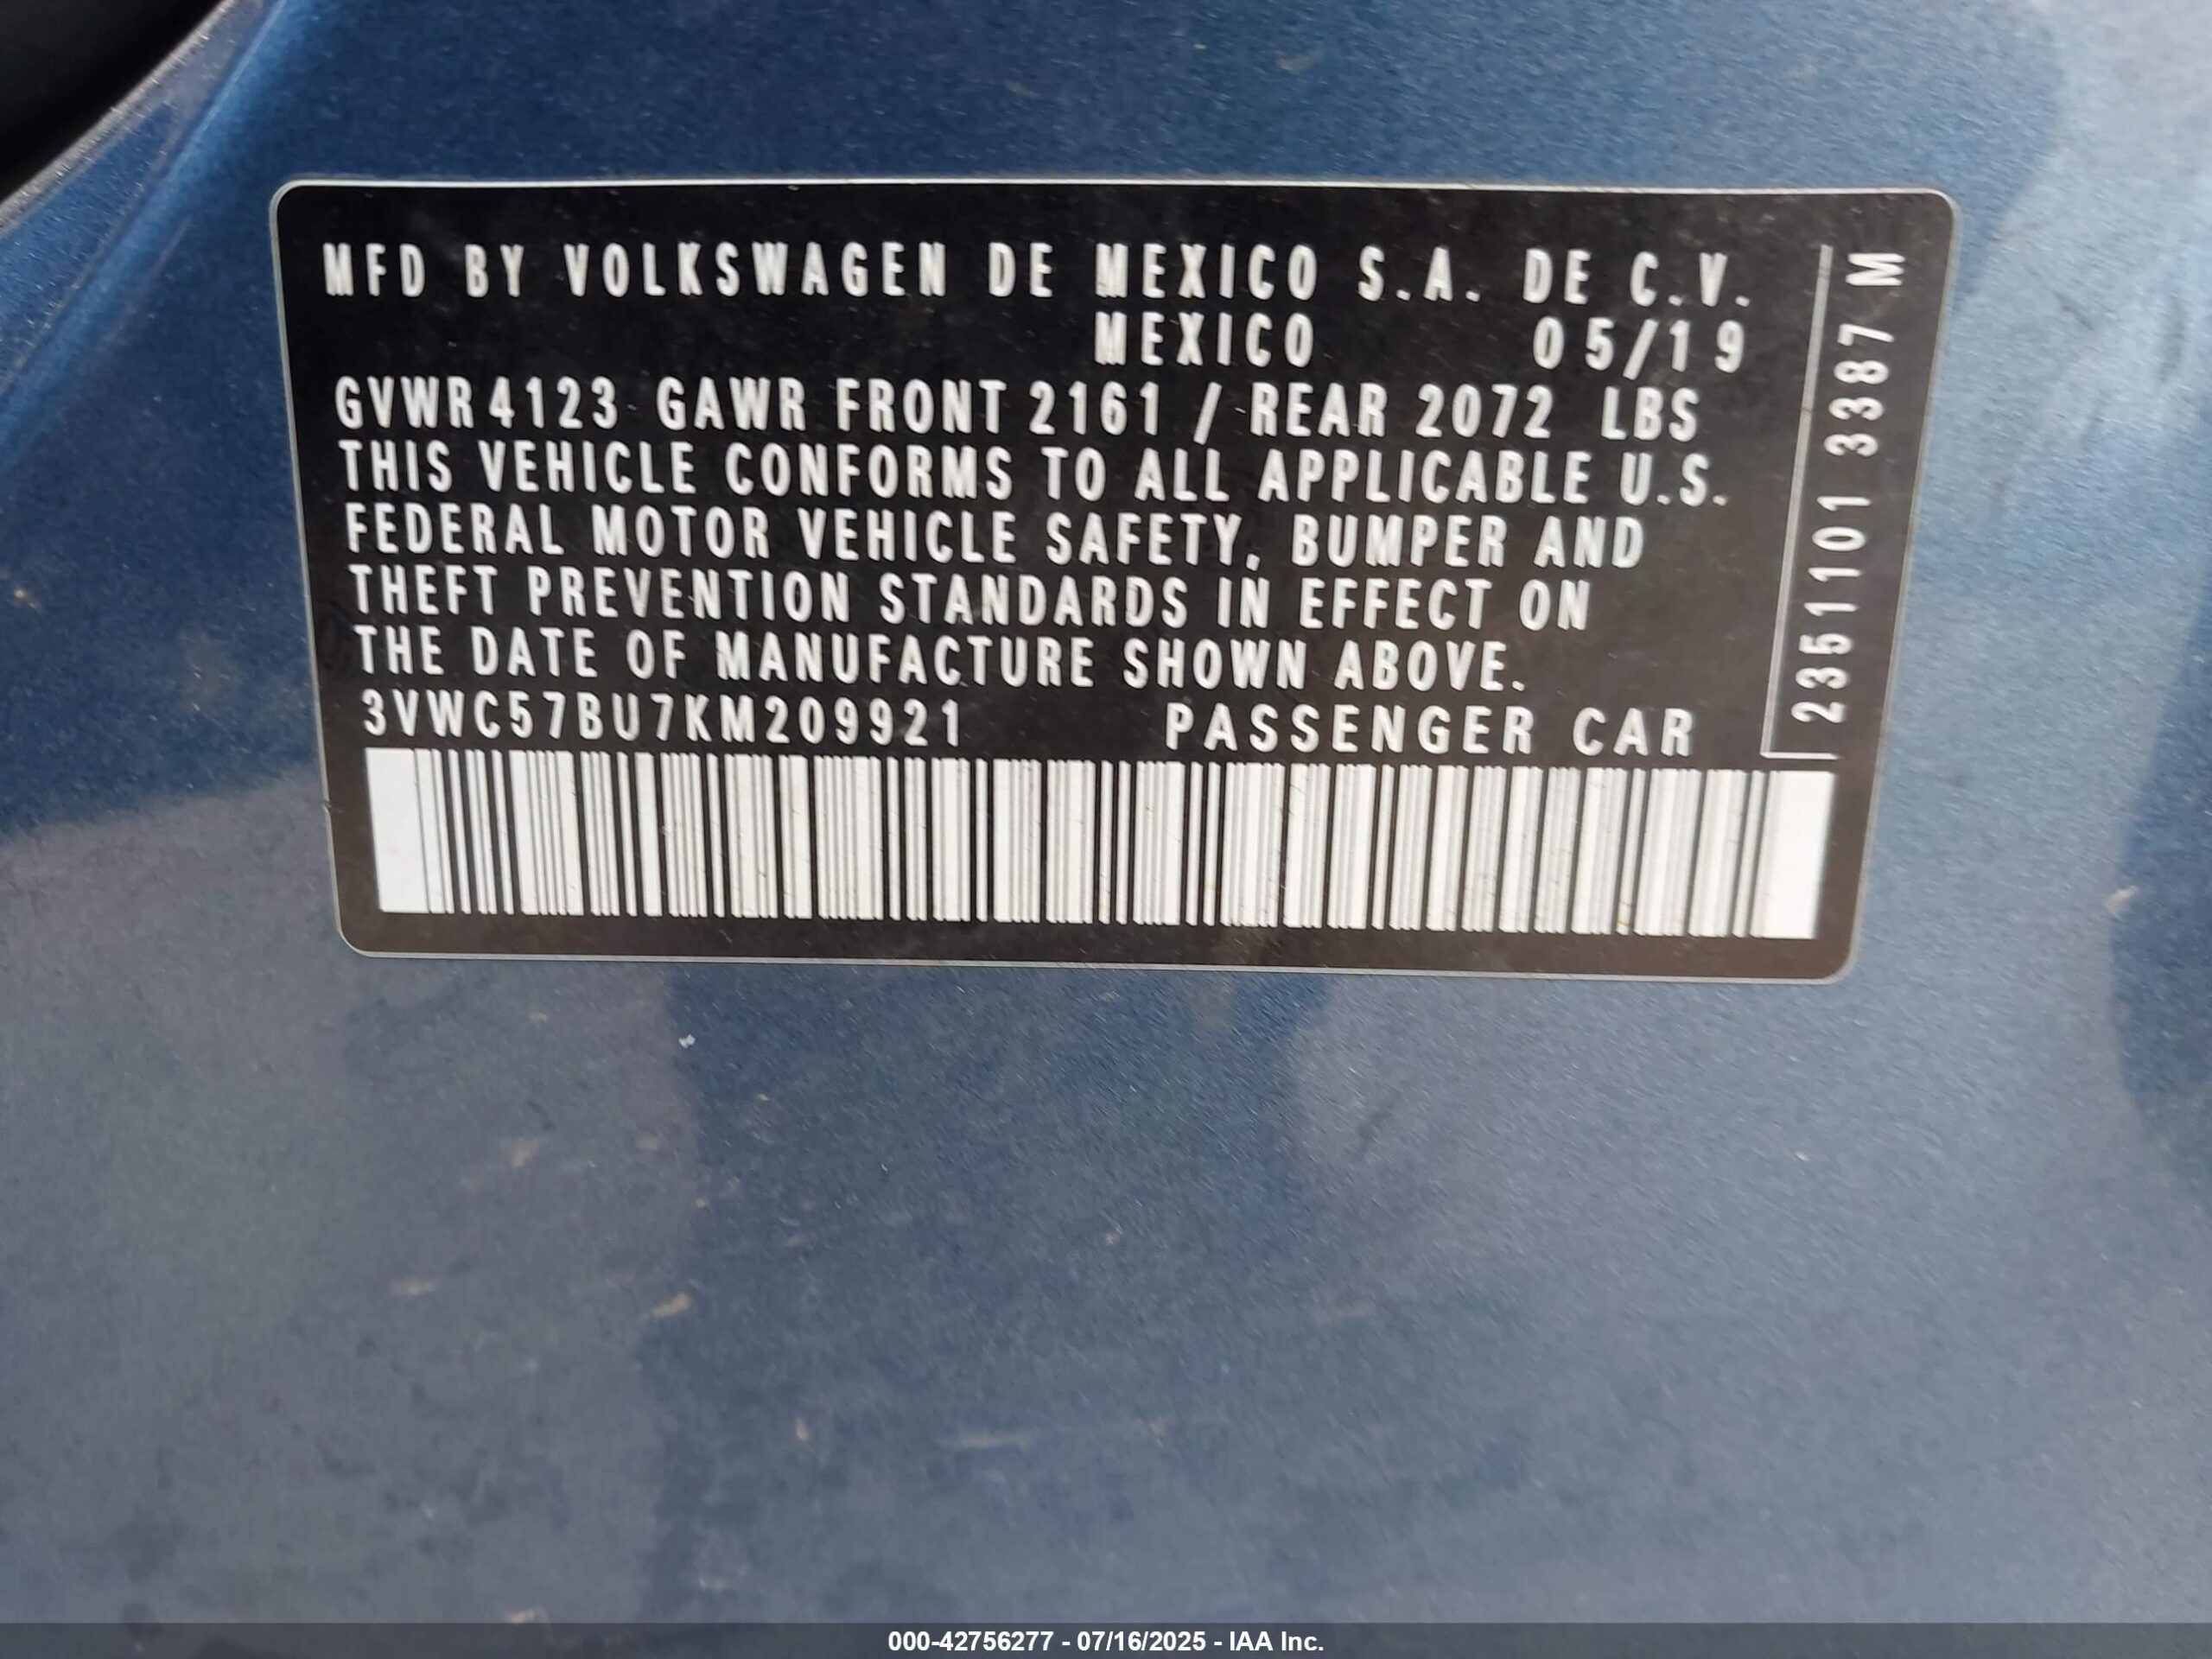 MFD BY VOLKSWAGEN DE MEXICO S.A. DE C.V.
MEXICO 05/19
GVWR 4123 GAWR FRONT 2161 / REAR 2072 LBS
THIS VEHICLE CONFORMS TO ALL APPLICABLE U.S.
FEDERAL MOTOR VEHICLE SAFETY, BUMPER AND
THEFT PREVENTION STANDARDS IN EFFECT ON
THE DATE OF MANUFACTURE SHOWN ABOVE.
3VWC57BU7KM209921 PASSENGER CAR
2351101 3387 M
000-42756277 - 07/16/2025 - IAA Inc.